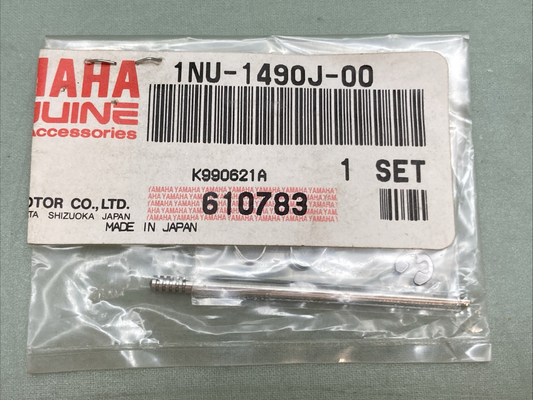 MAHA
UINE
Accessories
1NU-1490J-00
K990621A
1 SET
YAMAHA YAMAHA YAMAHA YAMAHA YAMAHA
610783
OTOR CO., LTD.
TA SHIZUOKA JAPAN
MADE IN JAPAN